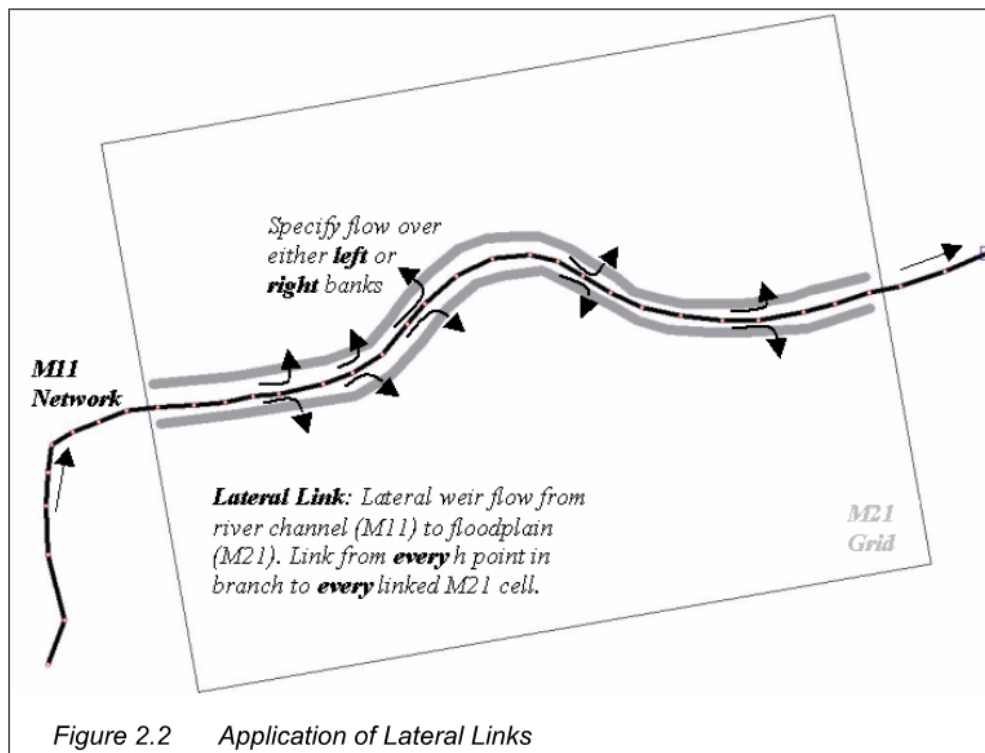 Specify flow over
either left or
right banks
M11
Network
Lateral Link: Lateral weir flow from
river channel (M11) to floodplain
(M21). Link from every h point in
branch to every linked M21 cell.
M21
Grid
Figure 2.2 Application of Lateral Links